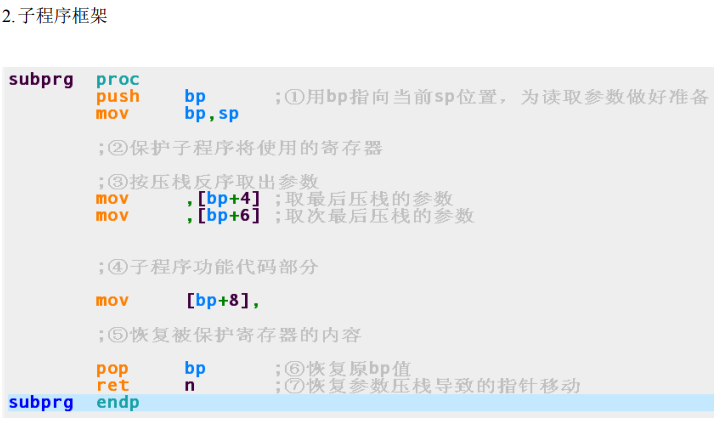 2.子程序框架
subprg proc
push bp ;①用bp指向当前sp位置，为读取参数做好准备
mov bp,sp
;②保护子程序将使用的寄存器
;③按压栈反序取出参数
mov ,[bp+4] ;取最后压栈的参数
mov ,[bp+6] ;取次最后压栈的参数
;④子程序功能代码部分
mov [bp+8],
;⑤恢复被保护寄存器的内容
pop bp ;⑥恢复原bp值
ret n ;⑦恢复参数压栈导致的指针移动
subprg endp